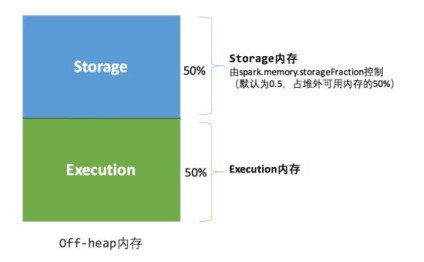 Storage
50%
Storage内存
由spark.memory.storageFraction控制
（默认为0.5，占堆外可用内存的50%）
Execution
50%
Execution内存
Off-heap内存